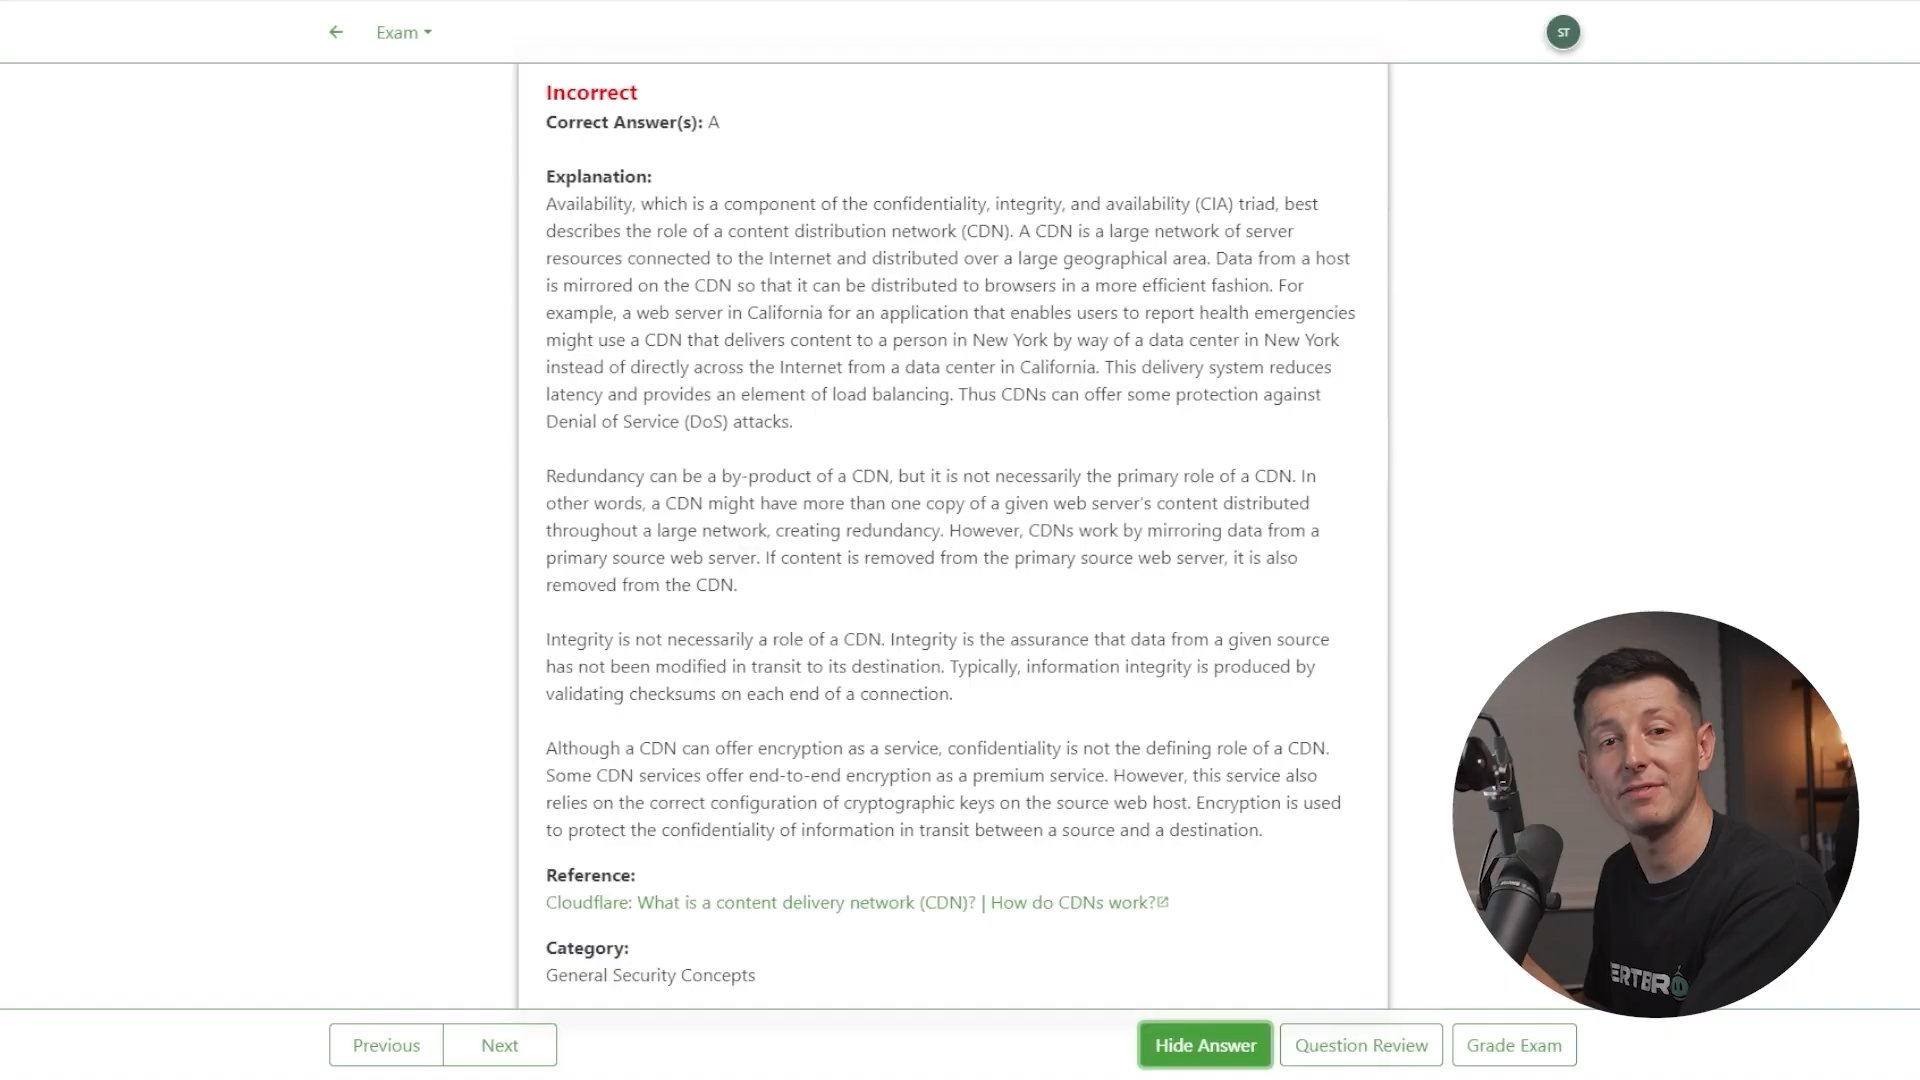 Exam
ST
Incorrect
Correct Answer(s): A
Explanation:
Availability, which is a component of the confidentiality, integrity, and availability (CIA) triad, best
describes the role of a content distribution network (CDN). A CDN is a large network of server
resources connected to the Internet and distributed over a large geographical area. Data from a host
is mirrored on the CDN so that it can be distributed to browsers in a more efficient fashion. For
example, a web server in California for an application that enables users to report health emergencies
might use a CDN that delivers content to a person in New York by way of a data center in New York
instead of directly across the Internet from a data center in California. This delivery system reduces
latency and provides an element of load balancing. Thus CDNs can offer some protection against
Denial of Service (DoS) attacks.
Redundancy can be a by-product of a CDN, but it is not necessarily the primary role of a CDN. In
other words, a CDN might have more than one copy of a given web server's content distributed
throughout a large network, creating redundancy. However, CDNs work by mirroring data from a
primary source web server. If content is removed from the primary source web server, it is also
removed from the CDN.
Integrity is not necessarily a role of a CDN. Integrity is the assurance that data from a given source
has not been modified in transit to its destination. Typically, information integrity is produced by
validating checksums on each end of a connection.
Although a CDN can offer encryption as a service, confidentiality is not the defining role of a CDN.
Some CDN services offer end-to-end encryption as a premium service. However, this service also
relies on the correct configuration of cryptographic keys on the source web host. Encryption is used
to protect the confidentiality of information in transit between a source and a destination.
Reference:
Cloudflare: What is a content delivery network (CDN)? | How do CDNs work?
Category:
General Security Concepts
ERTBR
Previous
Next
Hide Answer
Question Review
Grade Exam